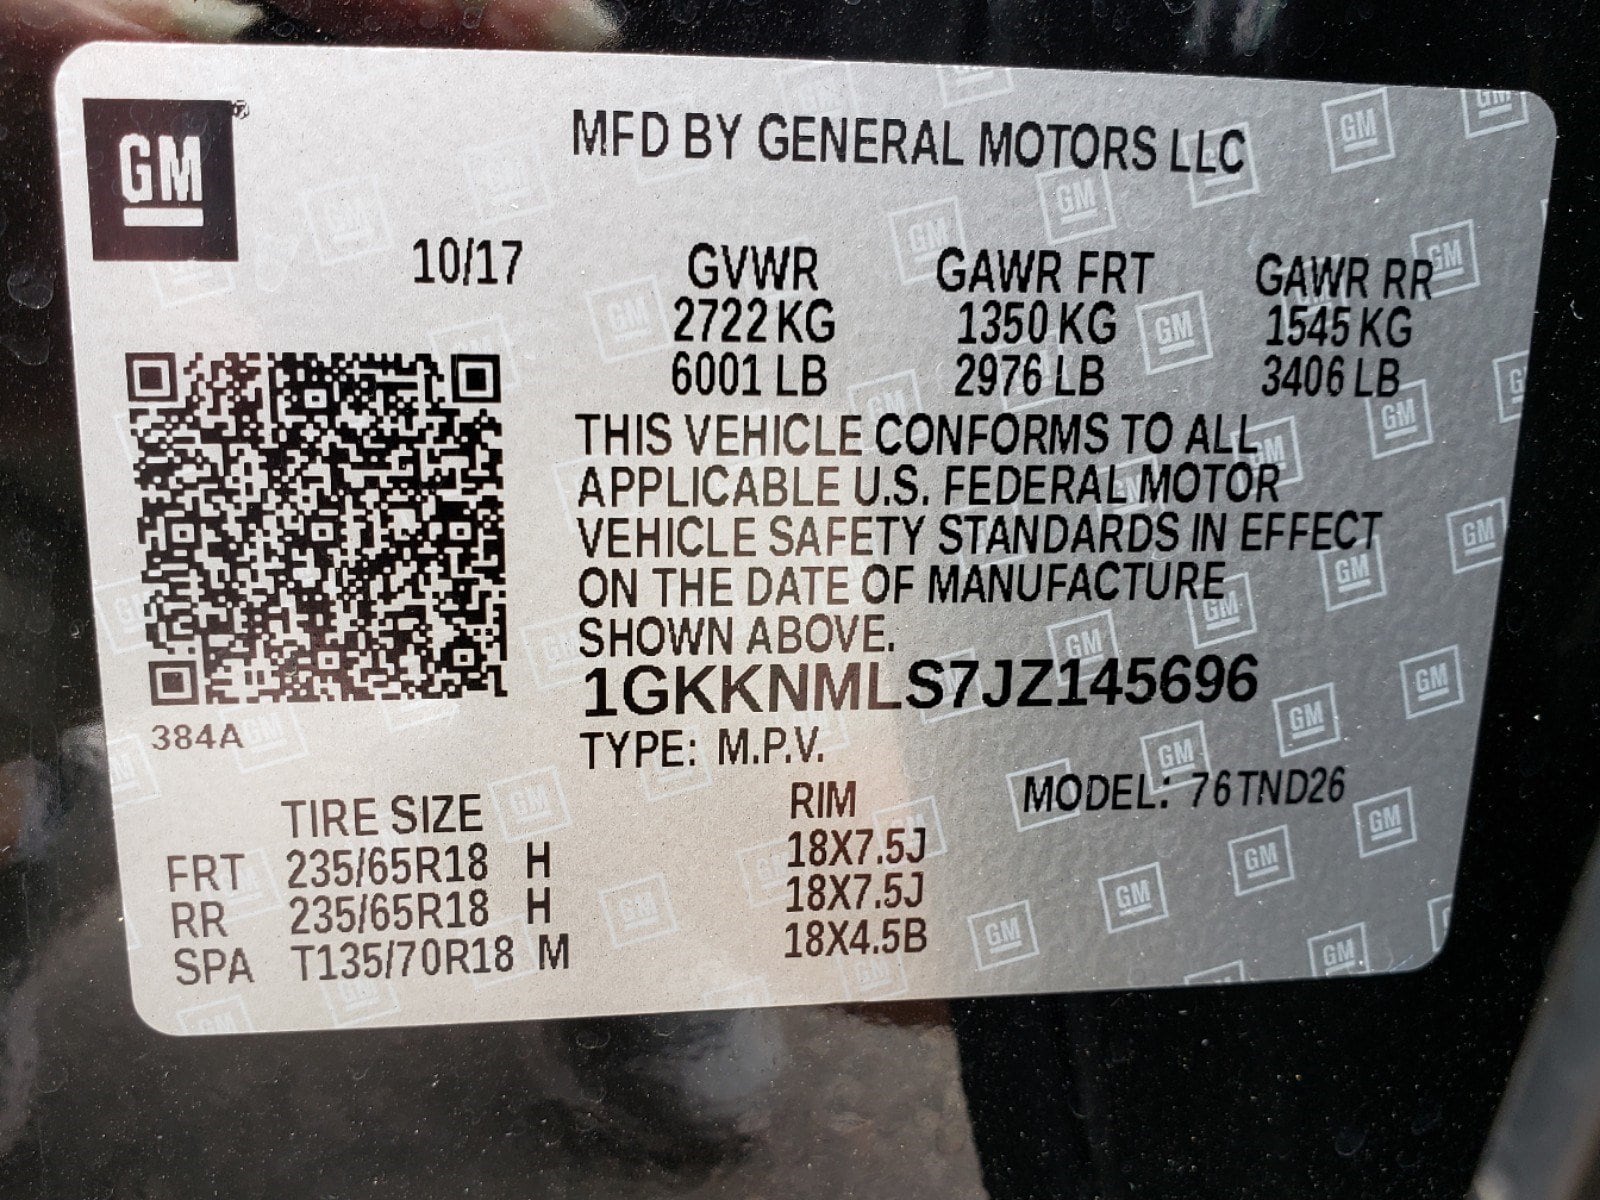 GM
MFD BY GENERAL MOTORS LLC
10/17 GVWR GAWR FRT GAWR RR
2722 KG 1350 KG 1545 KG
6001 LB 2976 LB 3406 LB
THIS VEHICLE CONFORMS TO ALL
APPLICABLE U.S. FEDERAL MOTOR
VEHICLE SAFETY STANDARDS IN EFFECT
ON THE DATE OF MANUFACTURE
SHOWN ABOVE.
1GKKNMLS7JZ145696
384A
TYPE: M.P.V.
MODEL: 76TND26
TIRE SIZE RIM
FRT 235/65R18 H 18X7.5J
RR 235/65R18 H 18X7.5J
SPA T135/70R18 M 18X4.5B